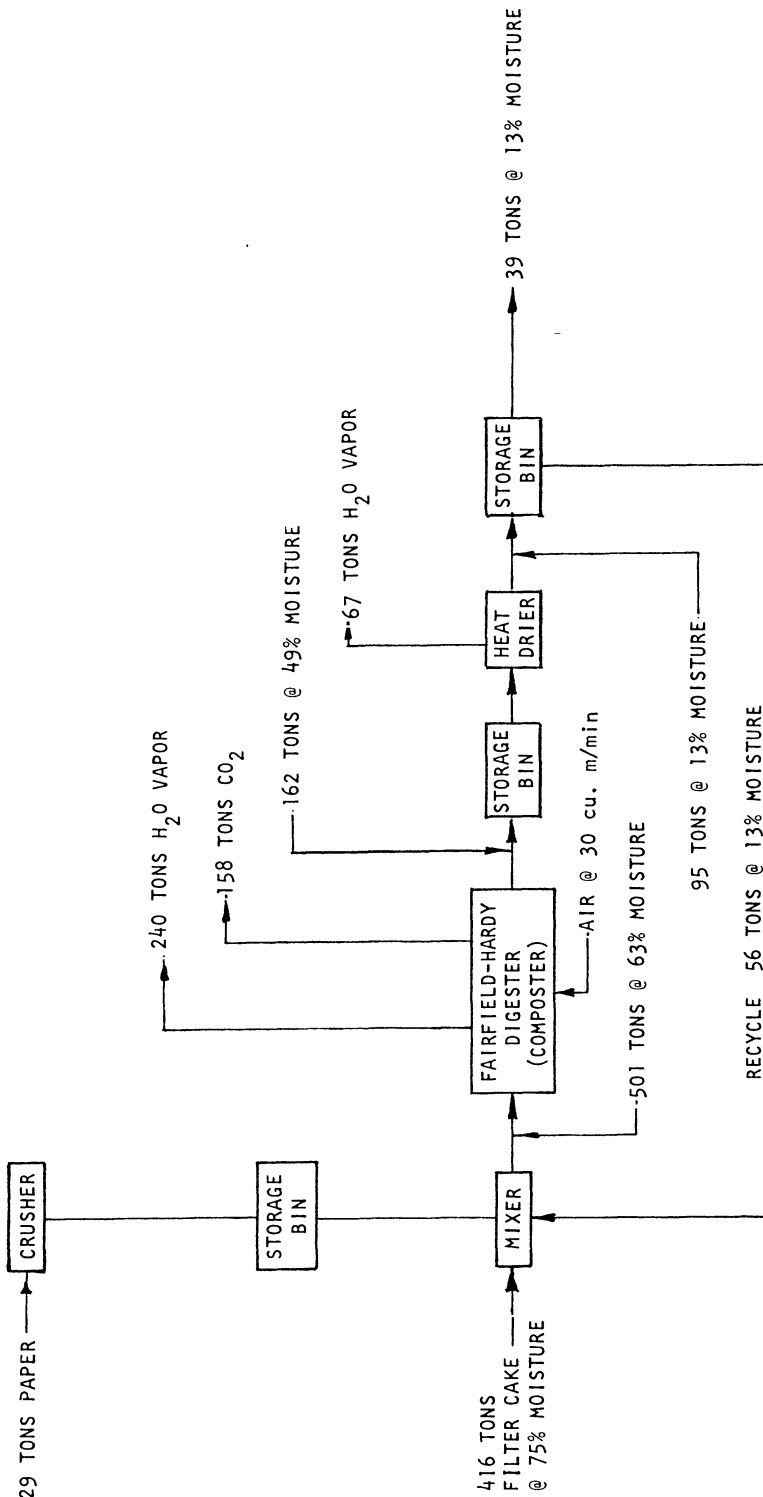 29 TONS PAPER
CRUSHER
STORAGE
BIN
416 TONS
FILTER CAKE
@ 75% MOISTURE
MIXER
501 TONS @ 63% MOISTURE
FAIRFIELD-HARDY
DIGESTER
(COMPOSTER)
AIR @ 30 cu. m/min
240 TONS H2O VAPOR
158 TONS CO2
162 TONS @ 49% MOISTURE
STORAGE
BIN
HEAT
DRIER
67 TONS H2O VAPOR
95 TONS @ 13% MOISTURE
STORAGE
BIN
39 TONS @ 13% MOISTURE
RECYCLE 56 TONS @ 13% MOISTURE